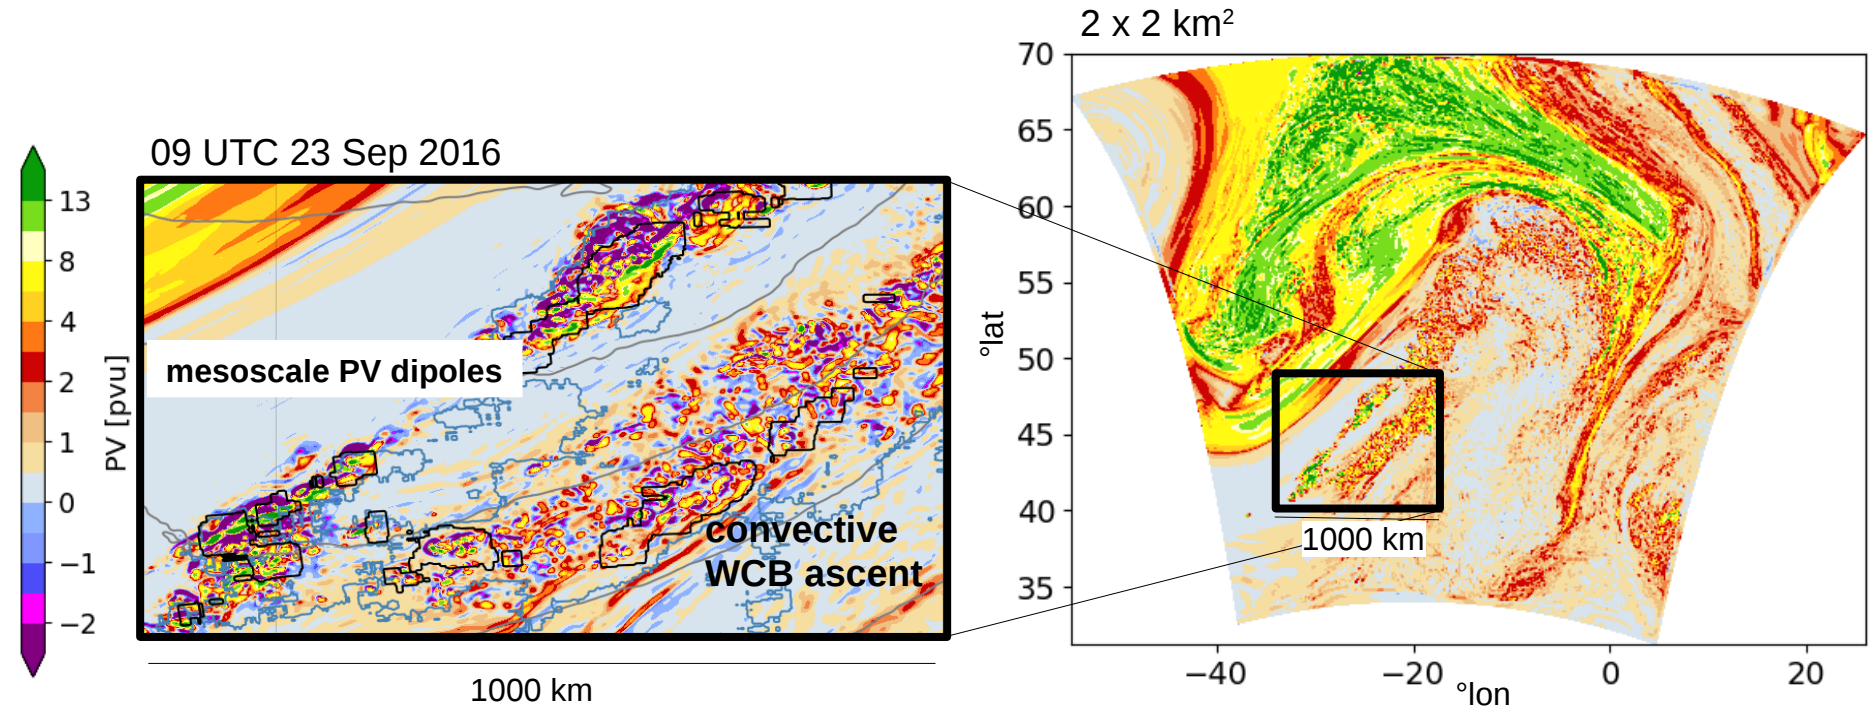 2 x 2 km²
09 UTC 23 Sep 2016
13
8
4
2
1
0
−1
−2
PV [pvu]
mesoscale PV dipoles
convective
WCB ascent
1000 km
70
65
60
55
50
45
40
35
°lat
1000 km
−40
−20
0
20
°lon